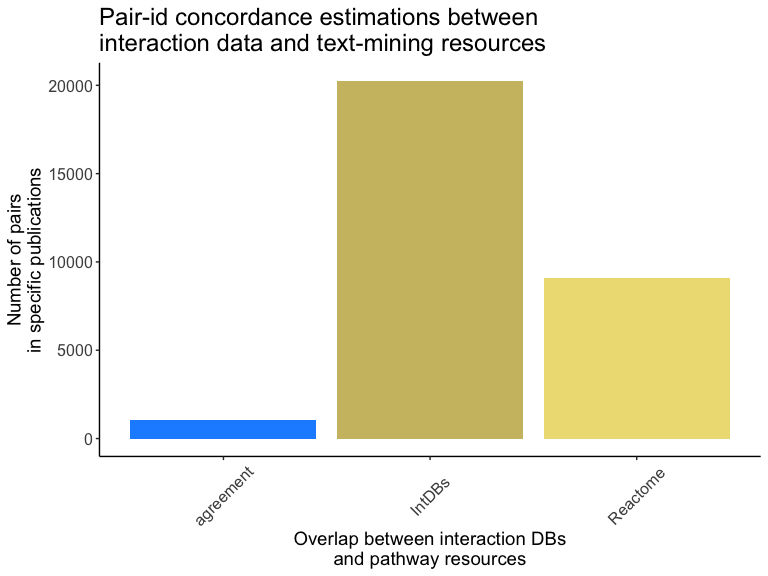 Pair-id concordance estimations between
interaction data and text-mining resources
Number of pairs
in specific publications
20000
15000
10000
5000
0
agreement
IntDBs
Reactome
Overlap between interaction DBs
and pathway resources